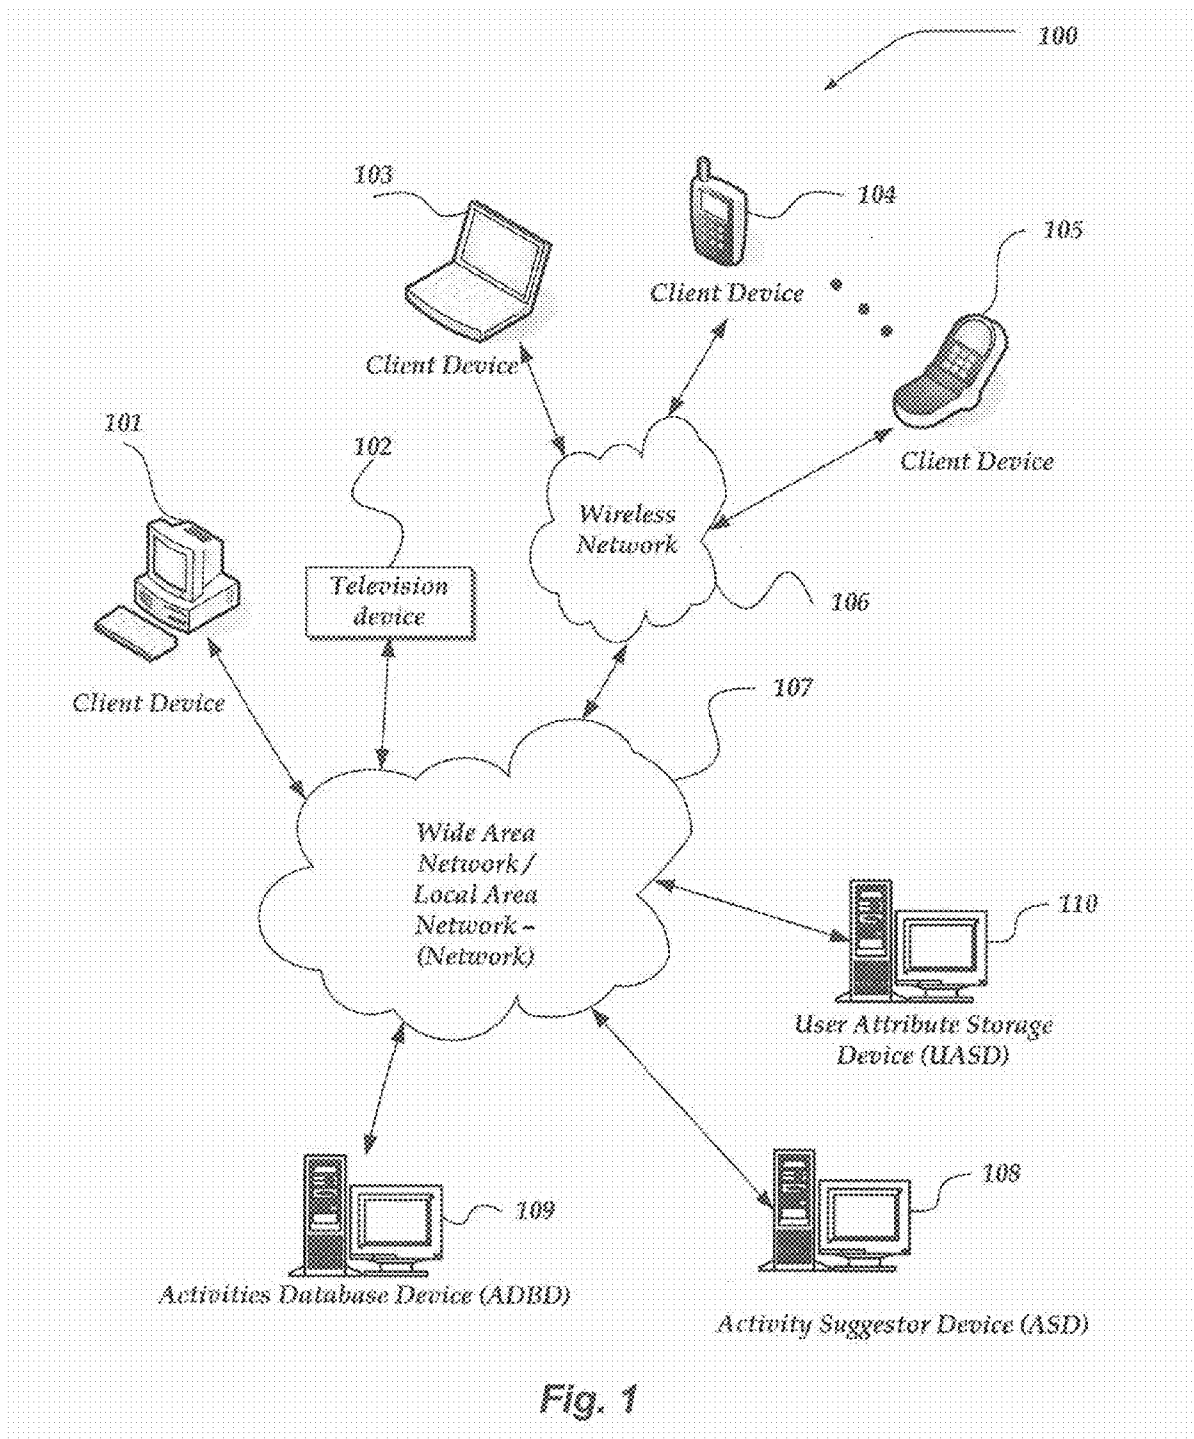 100
103
104
105
Client Device
Client Device
101
102
Client Device
Wireless
Network
Television
device
106
Client Device
107
Wide Area
Network /
Local Area
Network –
(Network)
110
User Attribute Storage
Device (UASD)
108
109
Activities Database Device (ADBD)
Activity Suggestor Device (ASD)
Fig. 1